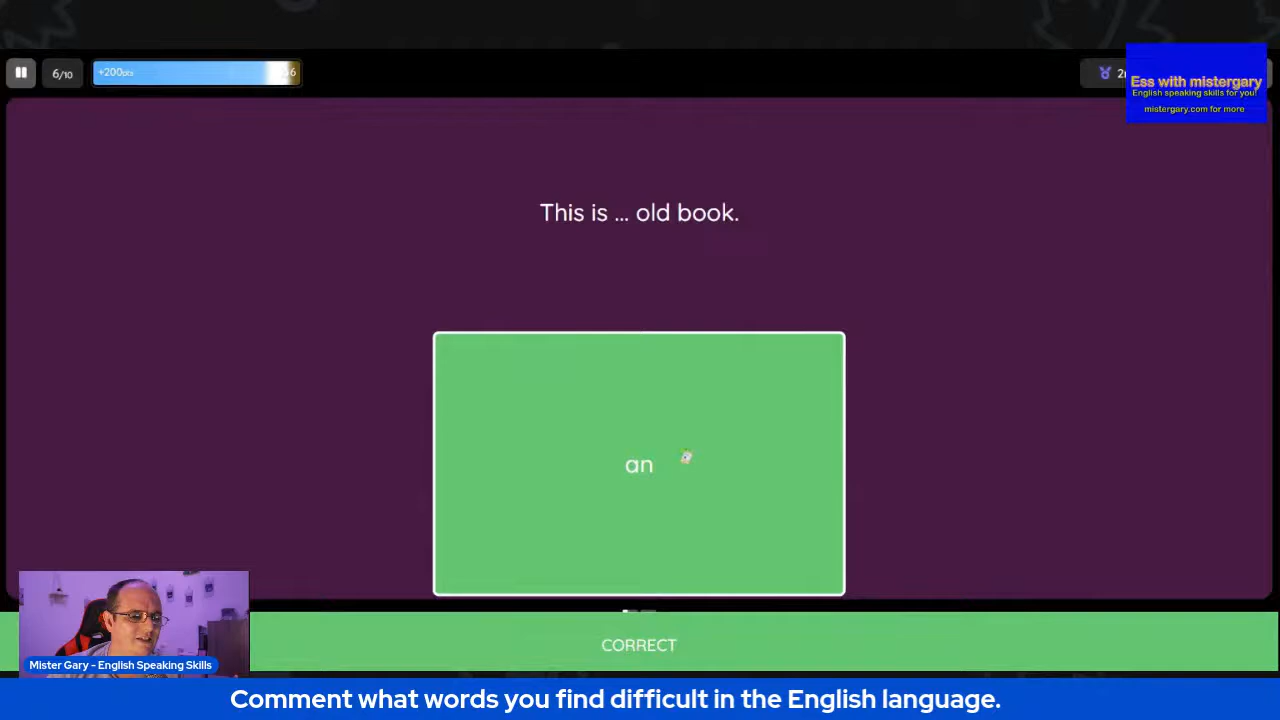 6/10
+200pts
6
Ess with mistergary
English speaking skills for you!
mistergary.com for more
This is ... old book.
an
CORRECT
Mister Gary - English Speaking Skills
Comment what words you find difficult in the English language.